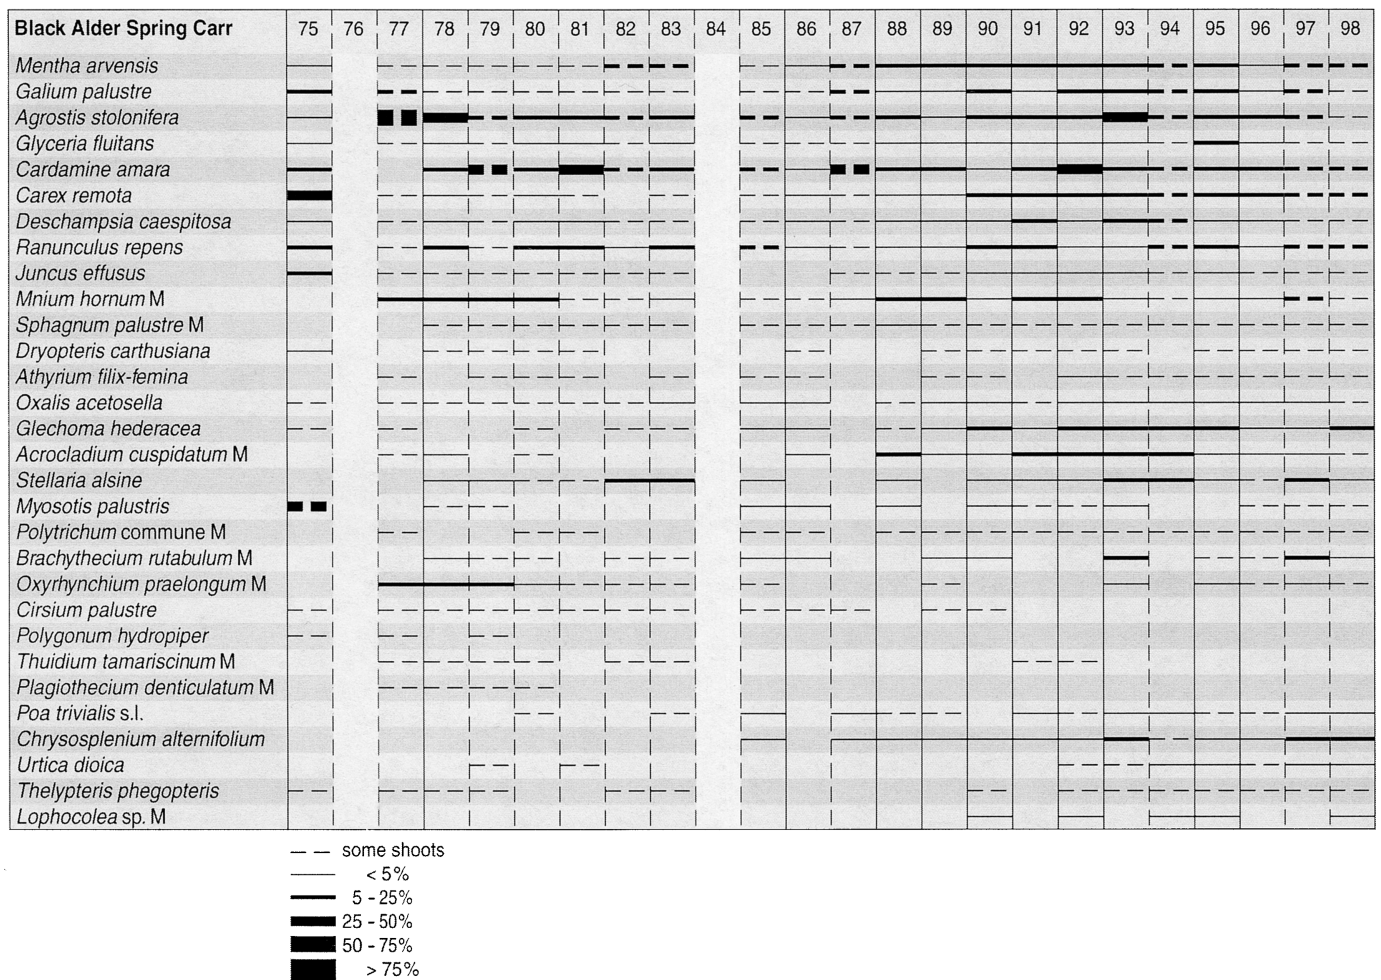 Black Alder Spring Carr 75 76 77 78 79 80 81 82 83 84 85 86 87 88 89 90 91 92 93 94 95 96 97 98
Mentha arvensis
Galium palustre
Agrostis stolonifera
Glyceria fluitans
Cardamine amara
Carex remota
Deschampsia caespitosa
Ranunculus repens
Juncus effusus
Mnium hornum M
Sphagnum palustre M
Dryopteris carthusiana
Athyrium filix-femina
Oxalis acetosella
Glechoma hederacea
Acrocladium cuspidatum M
Stellaria alsine
Myosotis palustris
Polytrichum commune M
Brachythecium rutabulum M
Oxyrhynchium praelongum M
Cirsium palustre
Polygonum hydropiper
Thuidium tamariscinum M
Plagiothecium denticulatum M
Poa trivialis s.l.
Chrysosplenium alternifolium
Urtica dioica
Thelypteris phegopteris
Lophocolea sp. M
some shoots
< 5%
5 - 25%
25 - 50%
50 - 75%
> 75%